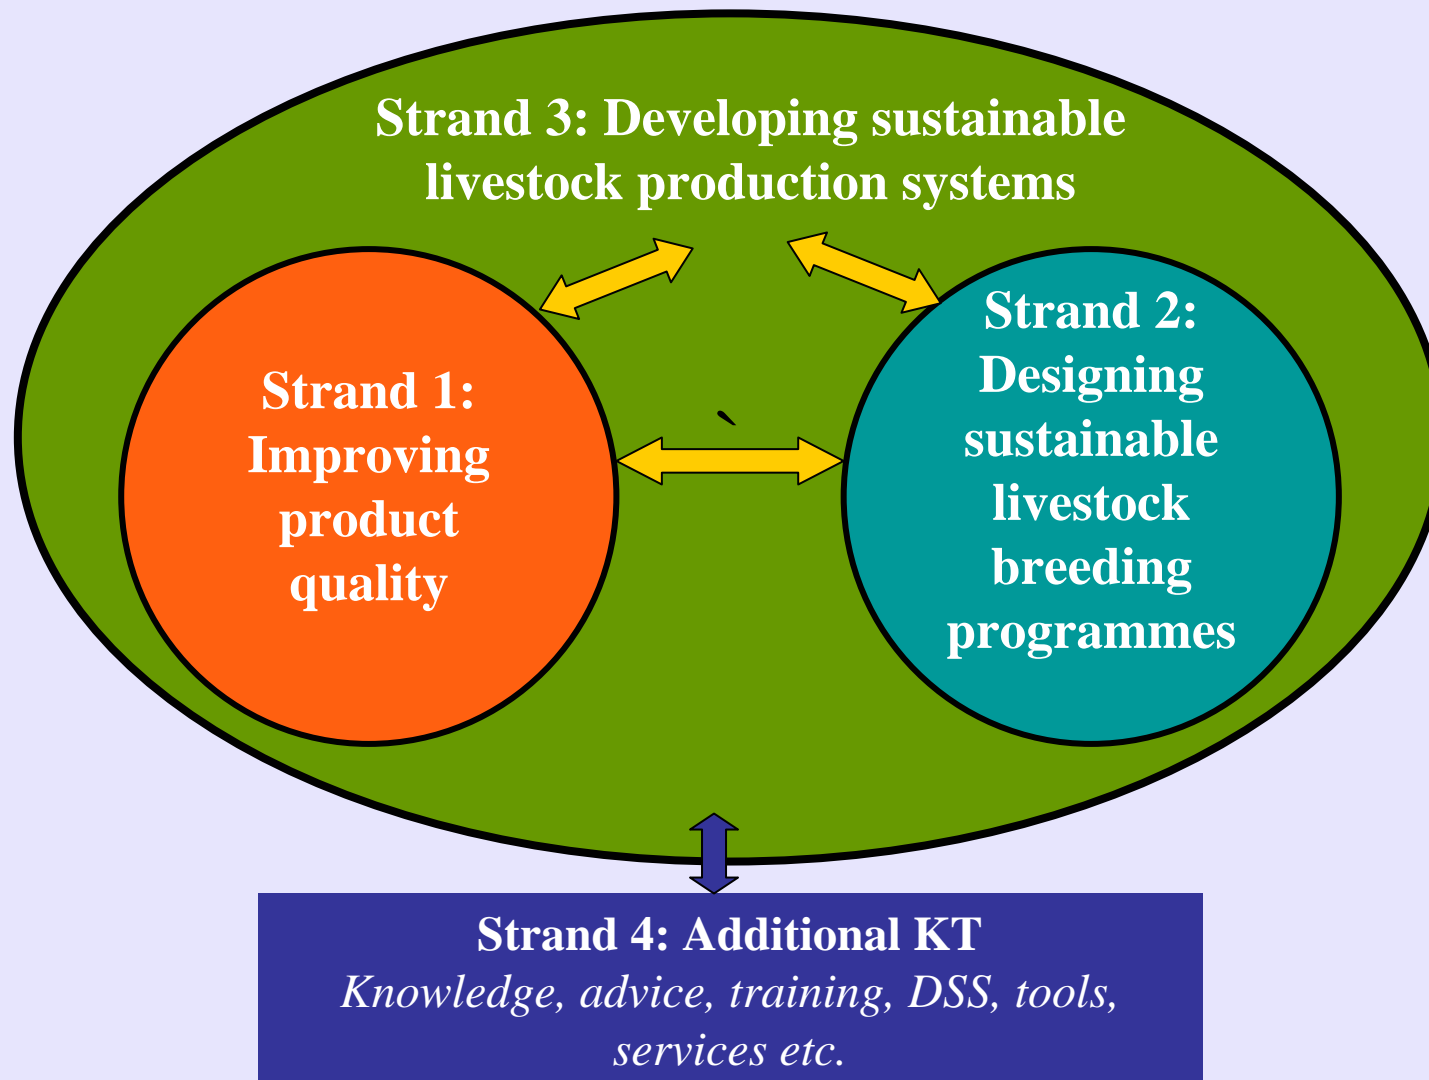 Strand 3: Developing sustainable
livestock production systems
Strand 1:
Improving
product
quality
`
Strand 2:
Designing
sustainable
livestock
breeding
programmes
Strand 4: Additional KT
Knowledge, advice, training, DSS, tools,
services etc.